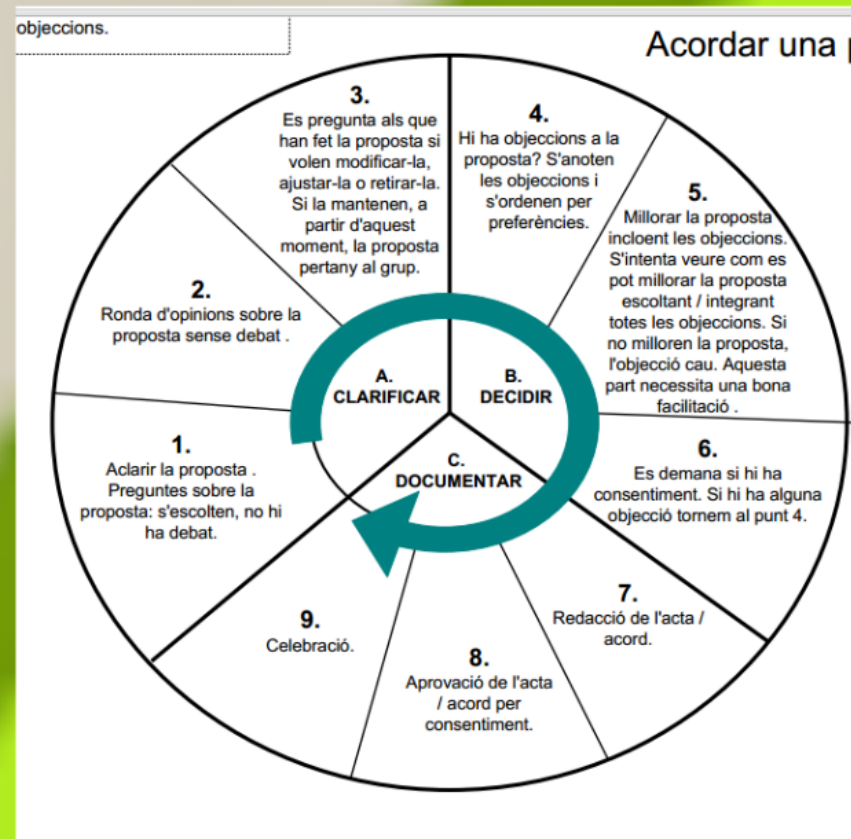 objeccions.
Acordar una
3.
Es pregunta als que
han fet la proposta si
volen modificar-la,
ajustar-la o retirar-la.
Si la mantenen, a
partir d'aquest
moment, la proposta
pertany al grup.
4.
Hi ha objeccions a la
proposta? S'anoten
les objeccions i
s'ordenen per
preferències.
5.
Millorar la proposta
incloent les objeccions.
S'intenta veure com es
pot millorar la proposta
escoltant / integrant
totes les objeccions. Si
no milloren la proposta,
l'objecció cau. Aquesta
part necessita una bona
facilitació .
2.
Ronda d'opinions sobre la
proposta sense debat .
A.
CLARIFICAR
B.
DECIDIR
C.
DOCUMENTAR
1.
Aclarir la proposta .
Preguntes sobre la
proposta: s'escolten, no hi
ha debat.
6.
Es demana si hi ha
consentiment. Si hi ha alguna
objecció tornem al punt 4.
7.
Redacció de l'acta /
acord.
8.
Aprovació de l'acta
/ acord per
consentiment.
9.
Celebració.